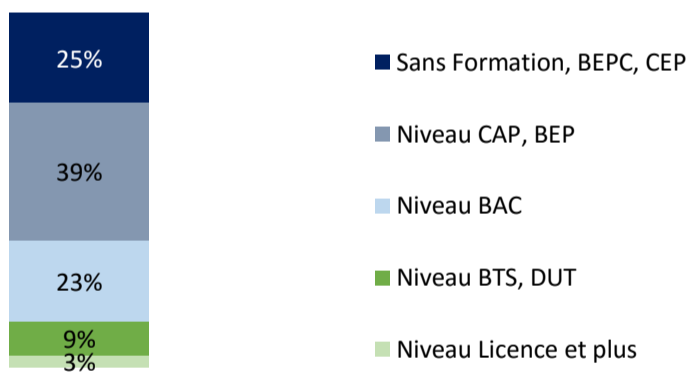 25%
Sans Formation, BEPC, CEP
39%
Niveau CAP, BEP
Niveau BAC
23%
Niveau BTS, DUT
9%
3%
Niveau Licence et plus